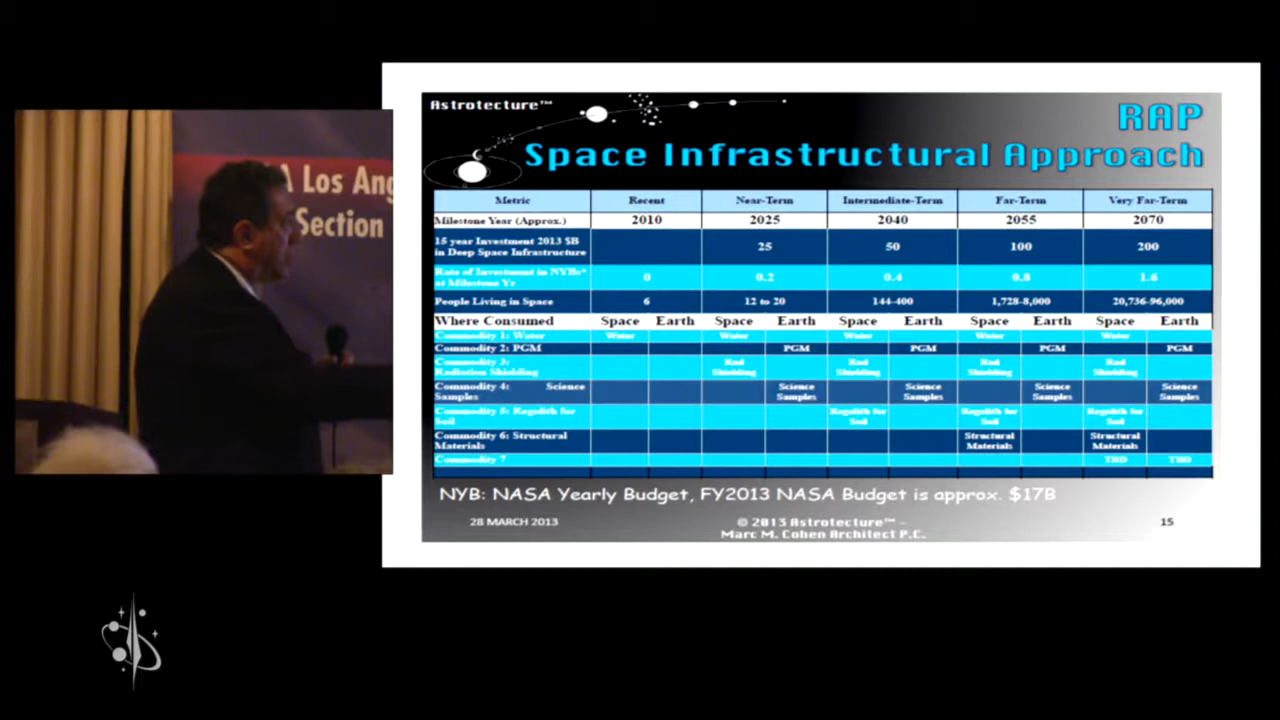 A Los Ang
Section
Astrotecture™
RAP
Space Infrastructural Approach
Metric Recent Near-Term Intermediate-Term Far-Term Very Far-Term
Milestone Year (Approx.) 2010 2025 2040 2055 2070
15 year Investment 2013 $B
in Deep Space Infrastructure 25 50 100 200
Rate of Investment in NYBs*
at Milestone Yr 0 0.2 0.4 0.8 1.6
People Living in Space 6 12 to 20 144-400 1,728-8,000 20,736-96,000
Where Consumed Space Earth Space Earth Space Earth Space Earth Space Earth
Commodity 1: Water Water Water Water Water Water
Commodity 2: PGM PGM PGM PGM PGM
Commodity 3: Rad Rad Rad Rad
Radiation Shielding Shielding Shielding Shielding Shielding
Commodity 4: Science Science Science Science Science
Samples Samples Samples Samples Samples
Commodity 5: Regolith for Regolith for Regolith for Regolith for
Soil Soil Soil Soil
Commodity 6: Structural Structural Structural
Materials Materials Materials
Commodity 7 TBD TBD
NYB: NASA Yearly Budget, FY2013 NASA Budget is approx. $17B
28 MARCH 2013 © 2013 Astrotecture™ – 15
Marc M. Cohen Architect P.C.